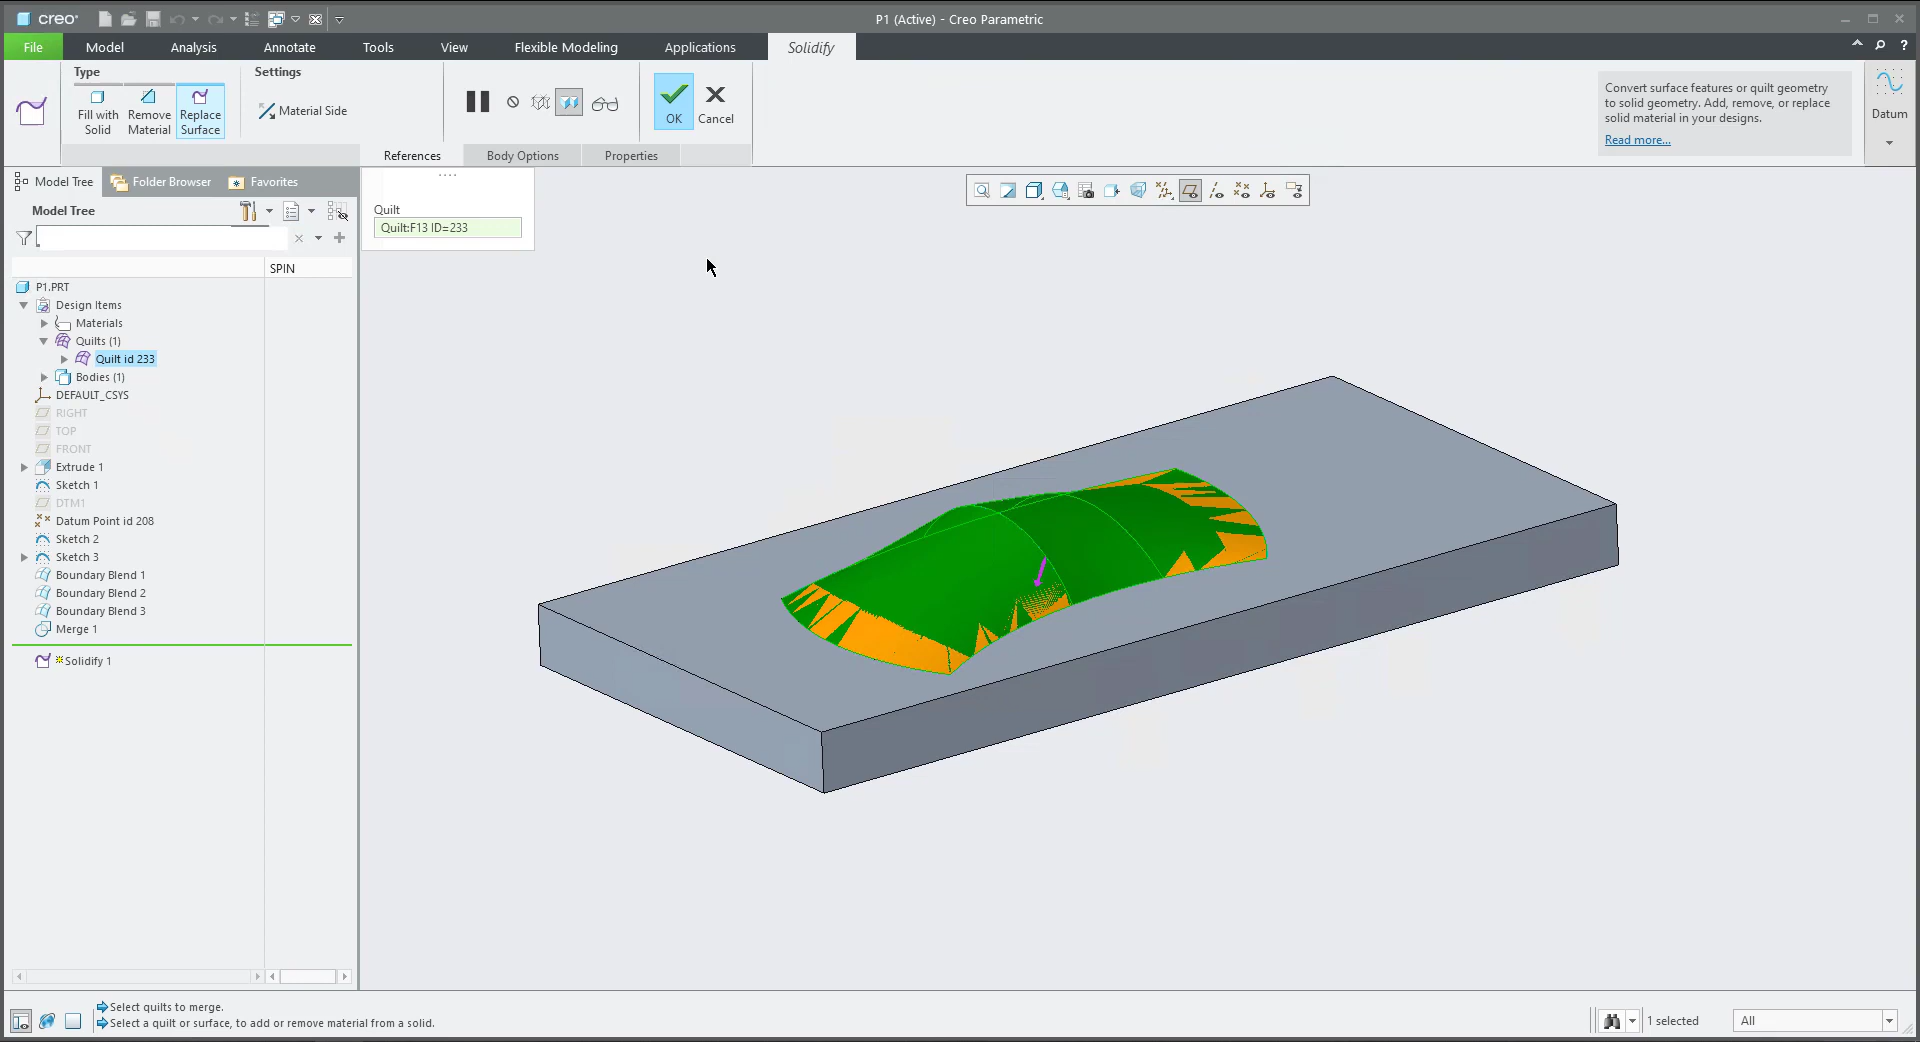 creo
P1 (Active) - Creo Parametric
File
Model
Analysis
Annotate
Tools
View
Flexible Modeling
Applications
Solidify
Type
Fill with
Solid
Remove
Material
Replace
Surface
Settings
Material Side
OK
Cancel
Convert surface features or quilt geometry
to solid geometry. Add, remove, or replace
solid material in your designs.
Read more...
Datum
References
Body Options
Properties
Model Tree
Folder Browser
Favorites
Model Tree
Quilt
Quilt:F13 ID=233
SPIN
P1.PRT
Design Items
Materials
Quilts (1)
Quilt id 233
Bodies (1)
DEFAULT_CSYS
RIGHT
TOP
FRONT
Extrude 1
Sketch 1
DTM1
Datum Point id 208
Sketch 2
Sketch 3
Boundary Blend 1
Boundary Blend 2
Boundary Blend 3
Merge 1
Solidify 1
Select quilts to merge.
Select a quilt or surface, to add or remove material from a solid.
1 selected
All